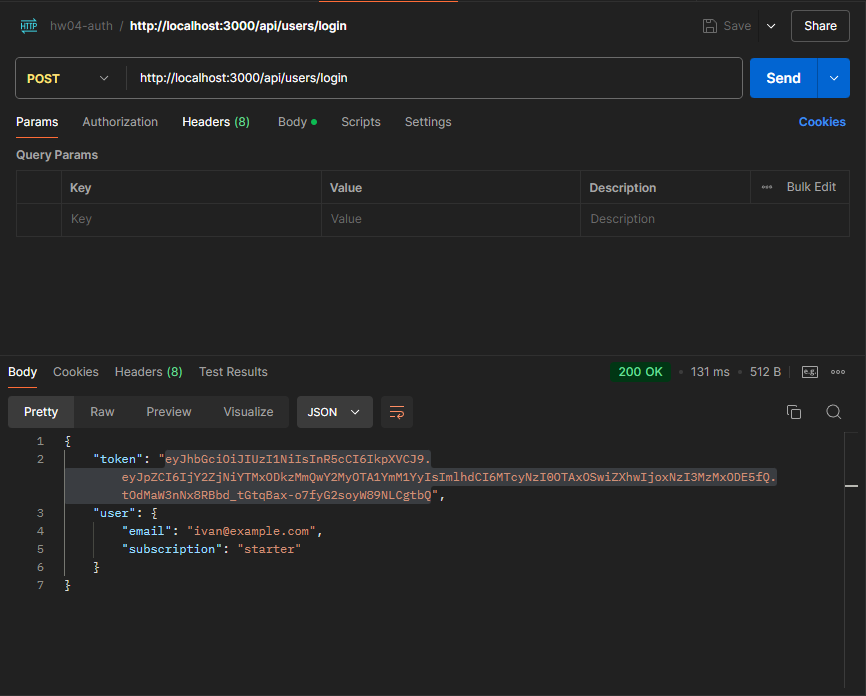 HTTP hw04-auth / http://localhost:3000/api/users/login Save Share
POST http://localhost:3000/api/users/login Send
Params Authorization Headers (8) Body Scripts Settings Cookies
Query Params
Key Value Description Bulk Edit
Key Value Description
Body Cookies Headers (8) Test Results 200 OK 131 ms 512 B e.g.
Pretty Raw Preview Visualize JSON
1 {
2 "token": "eyJhbGciOiJIUzI1NiIsInR5cCI6IkpXVCJ9.
eyJpZCI6IjY2ZjNiYTMxODkzMmQwY2MyOTA1YmM1YyIsImlhdCI6MTcyNzI0OTAxOSwiZXhwIjoxNzI3MzMxODE5fQ.
tOdMaW3nNx8RBbd_tGtqBax-o7fyG2soyW89NLCgtbQ",
3 "user": {
4 "email": "ivan@example.com",
5 "subscription": "starter"
6 }
7 }